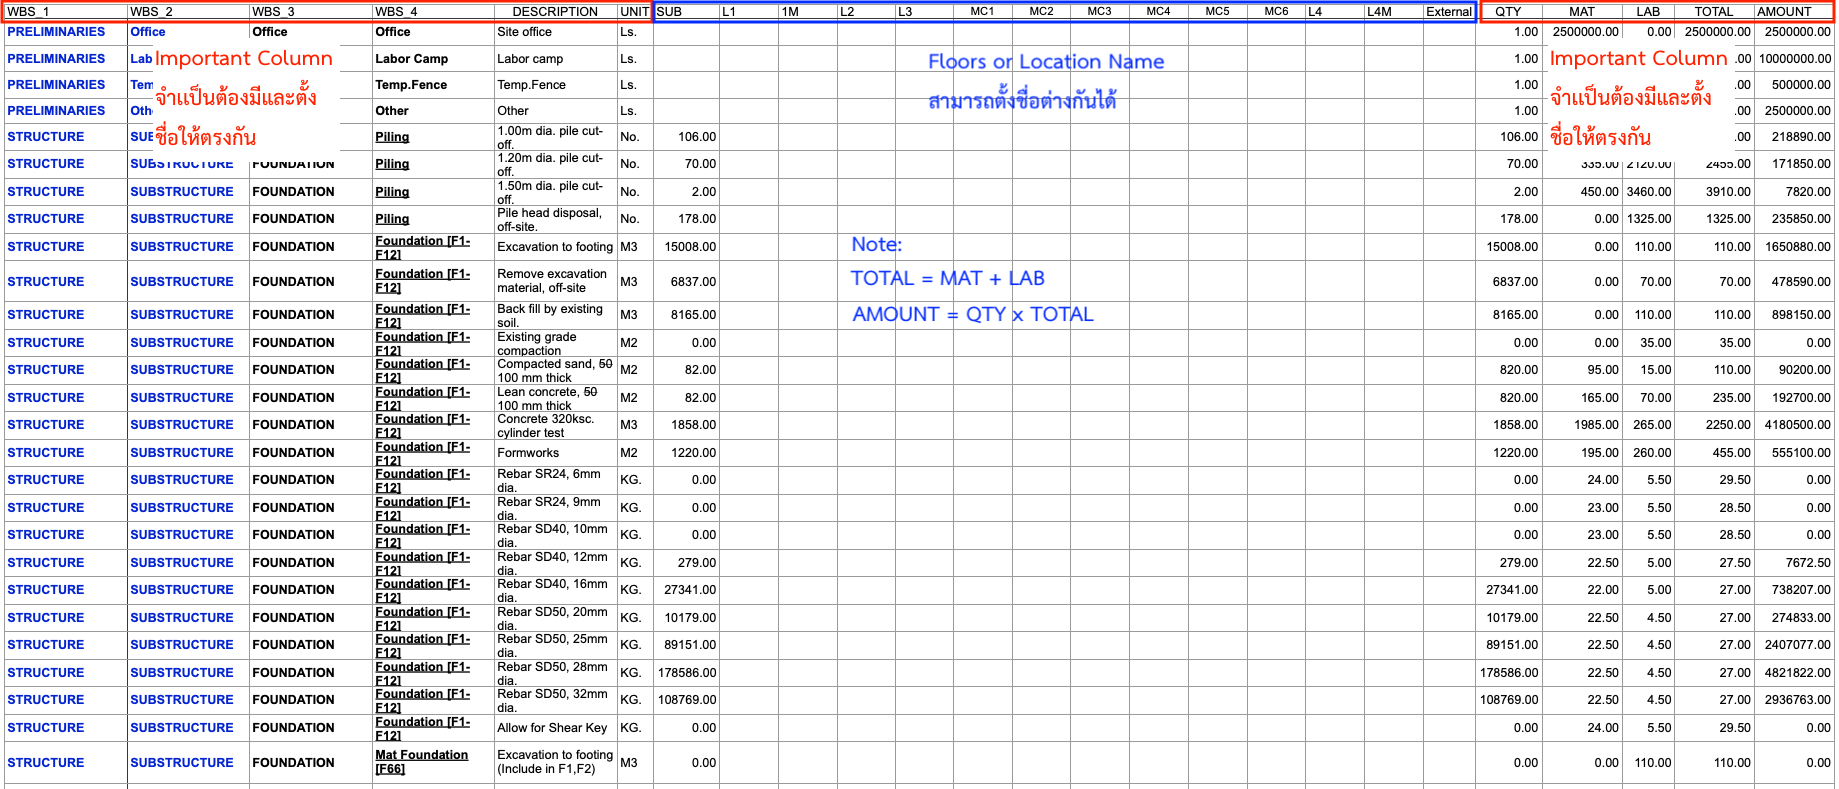 WBS_1 WBS_2 WBS_3 WBS_4 DESCRIPTION UNIT SUB L1 1M L2 L3 MC1 MC2 MC3 MC4 MC5 MC6 L4 L4M External QTY MAT LAB TOTAL AMOUNT
PRELIMINARIES Office Office Office Site office Ls. 1.00 2500000.00 0.00 2500000.00 2500000.00
PRELIMINARIES Lab Labor Camp Labor camp Ls. 1.00 .00 10000000.00
PRELIMINARIES Tem Temp.Fence Temp.Fence Ls. 1.00 .00 500000.00
PRELIMINARIES Oth Other Other Ls. 1.00 .00 2500000.00
Important Column
จำเเป็นต้องมีและตั้ง
ชื่อให้ตรงกัน
Floors or Location Name
สามารถตั้งชื่อต่างกันได้
Important Column
จำเเป็นต้องมีและตั้ง
ชื่อให้ตรงกัน
STRUCTURE SUB Piling 1.00m dia. pile cut-off. No. 106.00 106.00 .00 218890.00
STRUCTURE SUBSTRUCTURE FOUNDATION Piling 1.20m dia. pile cut-off. No. 70.00 70.00 335.00 2120.00 2455.00 171850.00
STRUCTURE SUBSTRUCTURE FOUNDATION Piling 1.50m dia. pile cut-off. No. 2.00 2.00 450.00 3460.00 3910.00 7820.00
STRUCTURE SUBSTRUCTURE FOUNDATION Piling Pile head disposal, off-site. No. 178.00 178.00 0.00 1325.00 1325.00 235850.00
STRUCTURE SUBSTRUCTURE FOUNDATION Foundation [F1-F12] Excavation to footing M3 15008.00 15008.00 0.00 110.00 110.00 1650880.00
STRUCTURE SUBSTRUCTURE FOUNDATION Foundation [F1-F12] Remove excavation material, off-site M3 6837.00 6837.00 0.00 70.00 70.00 478590.00
STRUCTURE SUBSTRUCTURE FOUNDATION Foundation [F1-F12] Back fill by existing soil. M3 8165.00 8165.00 0.00 110.00 110.00 898150.00
Note:
TOTAL = MAT + LAB
AMOUNT = QTY x TOTAL
STRUCTURE SUBSTRUCTURE FOUNDATION Foundation [F1-F12] Existing grade compaction M2 0.00 0.00 0.00 35.00 35.00 0.00
STRUCTURE SUBSTRUCTURE FOUNDATION Foundation [F1-F12] Compacted sand, 50 100 mm thick M2 82.00 820.00 95.00 15.00 110.00 90200.00
STRUCTURE SUBSTRUCTURE FOUNDATION Foundation [F1-F12] Lean concrete, 50 100 mm thick M2 82.00 820.00 165.00 70.00 235.00 192700.00
STRUCTURE SUBSTRUCTURE FOUNDATION Foundation [F1-F12] Concrete 320ksc. cylinder test M3 1858.00 1858.00 1985.00 265.00 2250.00 4180500.00
STRUCTURE SUBSTRUCTURE FOUNDATION Foundation [F1-F12] Formworks M2 1220.00 1220.00 195.00 260.00 455.00 555100.00
STRUCTURE SUBSTRUCTURE FOUNDATION Foundation [F1-F12] Rebar SR24, 6mm dia. KG. 0.00 0.00 24.00 5.50 29.50 0.00
STRUCTURE SUBSTRUCTURE FOUNDATION Foundation [F1-F12] Rebar SR24, 9mm dia. KG. 0.00 0.00 23.00 5.50 28.50 0.00
STRUCTURE SUBSTRUCTURE FOUNDATION Foundation [F1-F12] Rebar SD40, 10mm dia. KG. 0.00 0.00 23.00 5.50 28.50 0.00
STRUCTURE SUBSTRUCTURE FOUNDATION Foundation [F1-F12] Rebar SD40, 12mm dia. KG. 279.00 279.00 22.50 5.00 27.50 7672.50
STRUCTURE SUBSTRUCTURE FOUNDATION Foundation [F1-F12] Rebar SD40, 16mm dia. KG. 27341.00 27341.00 22.00 5.00 27.00 738207.00
STRUCTURE SUBSTRUCTURE FOUNDATION Foundation [F1-F12] Rebar SD50, 20mm dia. KG. 10179.00 10179.00 22.50 4.50 27.00 274833.00
STRUCTURE SUBSTRUCTURE FOUNDATION Foundation [F1-F12] Rebar SD50, 25mm dia. KG. 89151.00 89151.00 22.50 4.50 27.00 2407077.00
STRUCTURE SUBSTRUCTURE FOUNDATION Foundation [F1-F12] Rebar SD50, 28mm dia. KG. 178586.00 178586.00 22.50 4.50 27.00 4821822.00
STRUCTURE SUBSTRUCTURE FOUNDATION Foundation [F1-F12] Rebar SD50, 32mm dia. KG. 108769.00 108769.00 22.50 4.50 27.00 2936763.00
STRUCTURE SUBSTRUCTURE FOUNDATION Foundation [F1-F12] Allow for Shear Key KG. 0.00 0.00 24.00 5.50 29.50 0.00
STRUCTURE SUBSTRUCTURE FOUNDATION Mat Foundation [F66] Excavation to footing (Include in F1,F2) M3 0.00 0.00 0.00 110.00 110.00 0.00